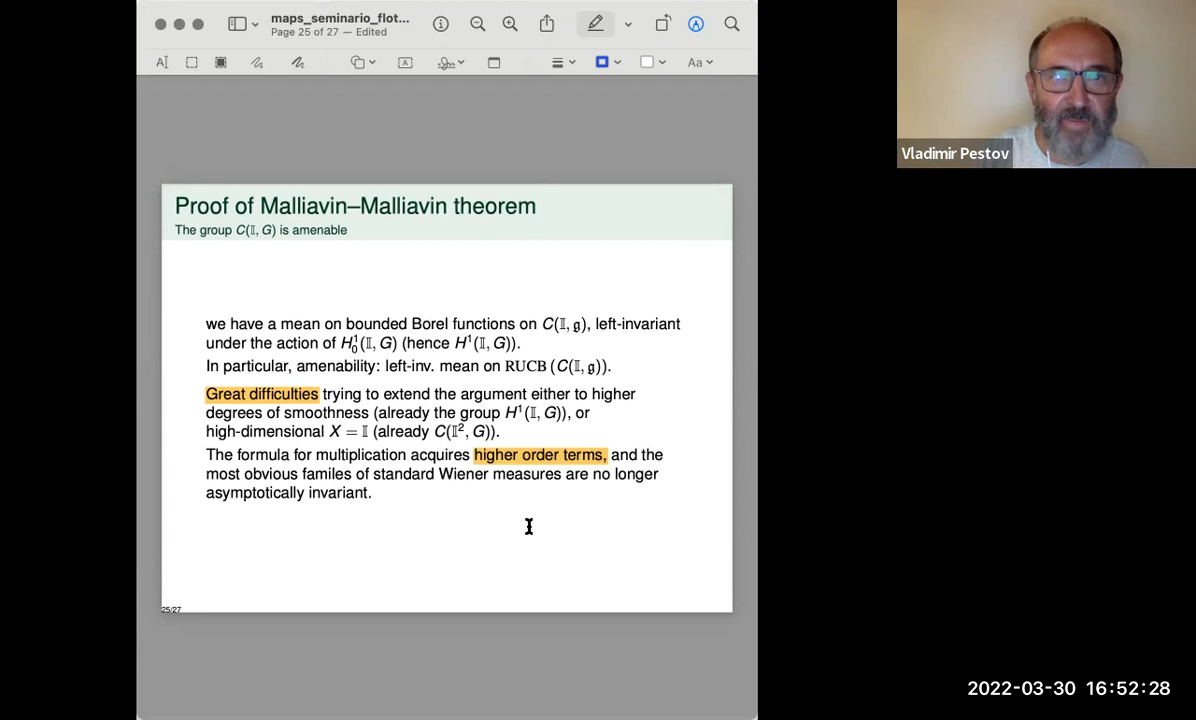 maps_seminario_flot...
Page 25 of 27 — Edited
A
A
Aa
Vladimir Pestov
Proof of Malliavin–Malliavin theorem
The group C(𝕀, G) is amenable
we have a mean on bounded Borel functions on C(𝕀, 𝔤), left-invariant
under the action of H¹₀(𝕀, G) (hence H¹(𝕀, G)).
In particular, amenability: left-inv. mean on RUCB (C(𝕀, 𝔤)).
Great difficulties trying to extend the argument either to higher
degrees of smoothness (already the group H¹(𝕀, G)), or
high-dimensional X = 𝕀 (already C(𝕀², G)).
The formula for multiplication acquires higher order terms, and the
most obvious familes of standard Wiener measures are no longer
asymptotically invariant.
25/27
2022-03-30 16:52:28